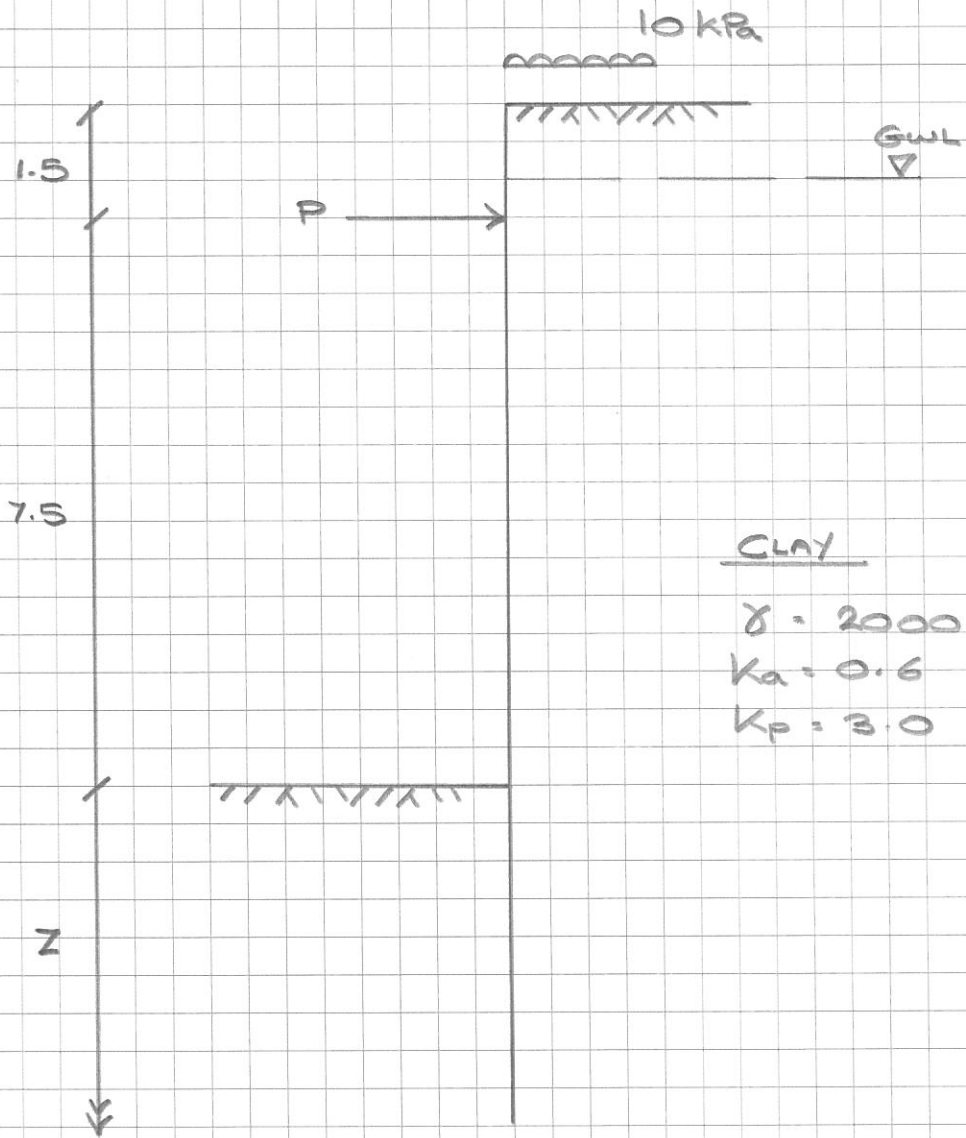 10 kPa
GWL
1.5
P
7.5
CLAY
γ = 2000
Ka = 0.6
Kp = 3.0
Z